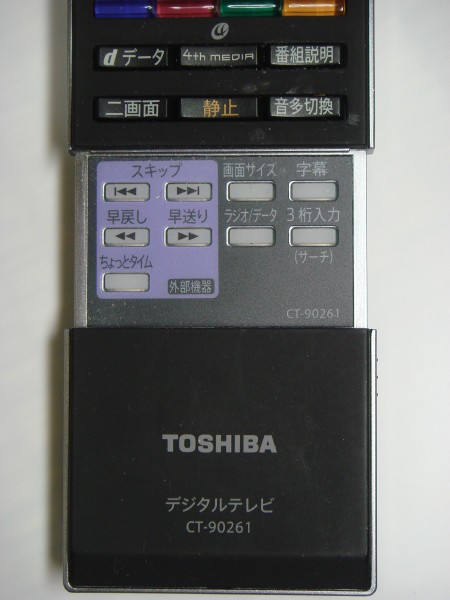 dデータ 4th MEDIA 番組説明
二画面 静止 音多切換
スキップ 画面サイズ 字幕
早戻し 早送り ラジオ/データ 3桁入力
(サーチ)
ちょっとタイム 外部機器
CT-90261
TOSHIBA
デジタルテレビ
CT-90261